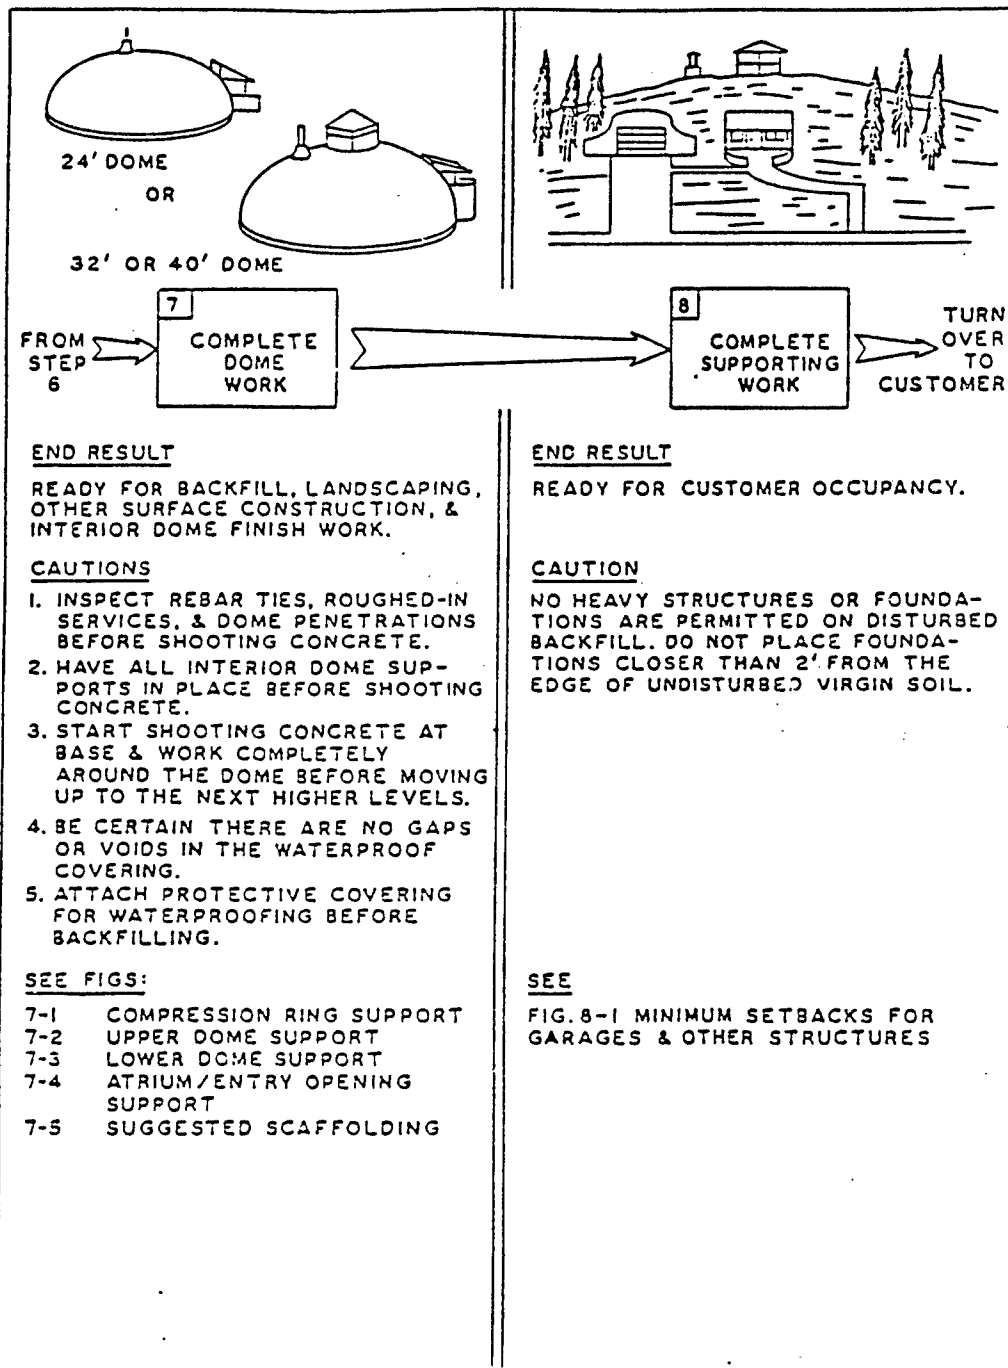 24' DOME
OR
32' OR 40' DOME
FROM
STEP
6
7
COMPLETE
DOME
WORK
8
COMPLETE
SUPPORTING
WORK
TURN
OVER
TO
CUSTOMER
END RESULT
READY FOR BACKFILL, LANDSCAPING,
OTHER SURFACE CONSTRUCTION, &
INTERIOR DOME FINISH WORK.
CAUTIONS
1. INSPECT REBAR TIES, ROUGHED-IN
SERVICES, & DOME PENETRATIONS
BEFORE SHOOTING CONCRETE.
2. HAVE ALL INTERIOR DOME SUP-
PORTS IN PLACE BEFORE SHOOTING
CONCRETE.
3. START SHOOTING CONCRETE AT
BASE & WORK COMPLETELY
AROUND THE DOME BEFORE MOVING
UP TO THE NEXT HIGHER LEVELS.
4. BE CERTAIN THERE ARE NO GAPS
OR VOIDS IN THE WATERPROOF
COVERING.
5. ATTACH PROTECTIVE COVERING
FOR WATERPROOFING BEFORE
BACKFILLING.
SEE FIGS:
7-1 COMPRESSION RING SUPPORT
7-2 UPPER DOME SUPPORT
7-3 LOWER DOME SUPPORT
7-4 ATRIUM/ENTRY OPENING
SUPPORT
7-5 SUGGESTED SCAFFOLDING
END RESULT
READY FOR CUSTOMER OCCUPANCY.
CAUTION
NO HEAVY STRUCTURES OR FOUNDA-
TIONS ARE PERMITTED ON DISTURBED
BACKFILL. DO NOT PLACE FOUNDA-
TIONS CLOSER THAN 2' FROM THE
EDGE OF UNDISTURBED VIRGIN SOIL.
SEE
FIG. 8-1 MINIMUM SETBACKS FOR
GARAGES & OTHER STRUCTURES